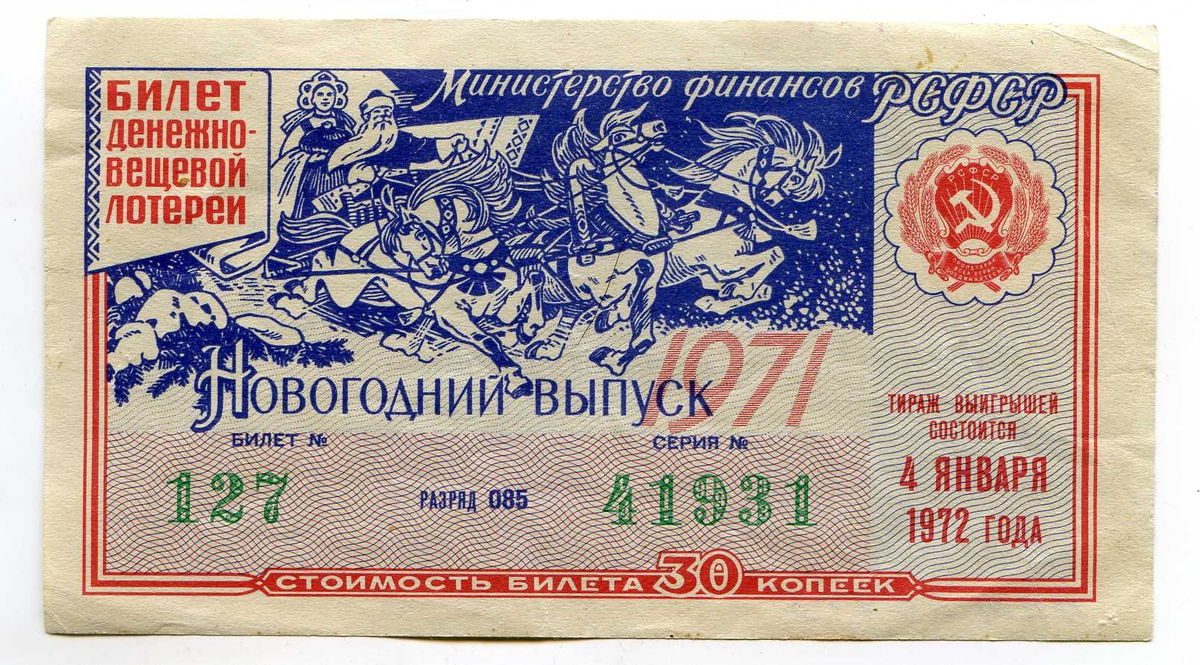 БИЛЕТ
ДЕНЕЖНО-
ВЕЩЕВОЙ
ЛОТЕРЕИ
Министерство финансов РСФСР
РСФСР
Новогодний выпуск 1971
БИЛЕТ № СЕРИЯ №
127 РАЗРЯД 085 41931
ТИРАЖ ВЫИГРЫШЕЙ
СОСТОИТСЯ
4 ЯНВАРЯ
1972 ГОДА
СТОИМОСТЬ БИЛЕТА 30 КОПЕЕК